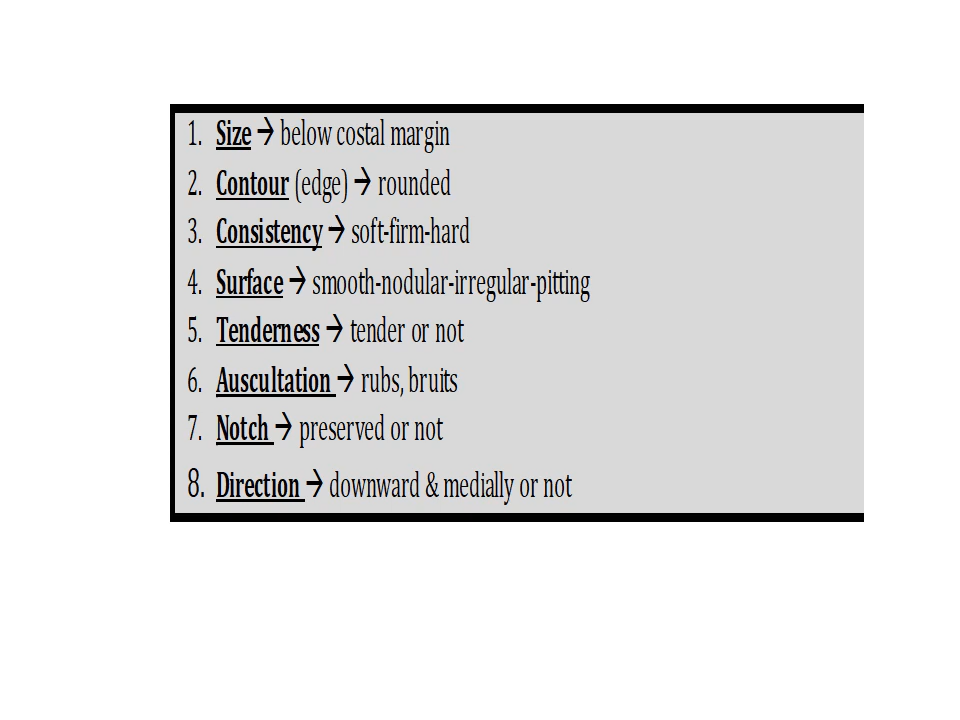 1. Size → below costal margin
2. Contour (edge) → rounded
3. Consistency → soft-firm-hard
4. Surface → smooth-nodular-irregular-pitting
5. Tenderness → tender or not
6. Auscultation → rubs, bruits
7. Notch → preserved or not
8. Direction → downward & medially or not